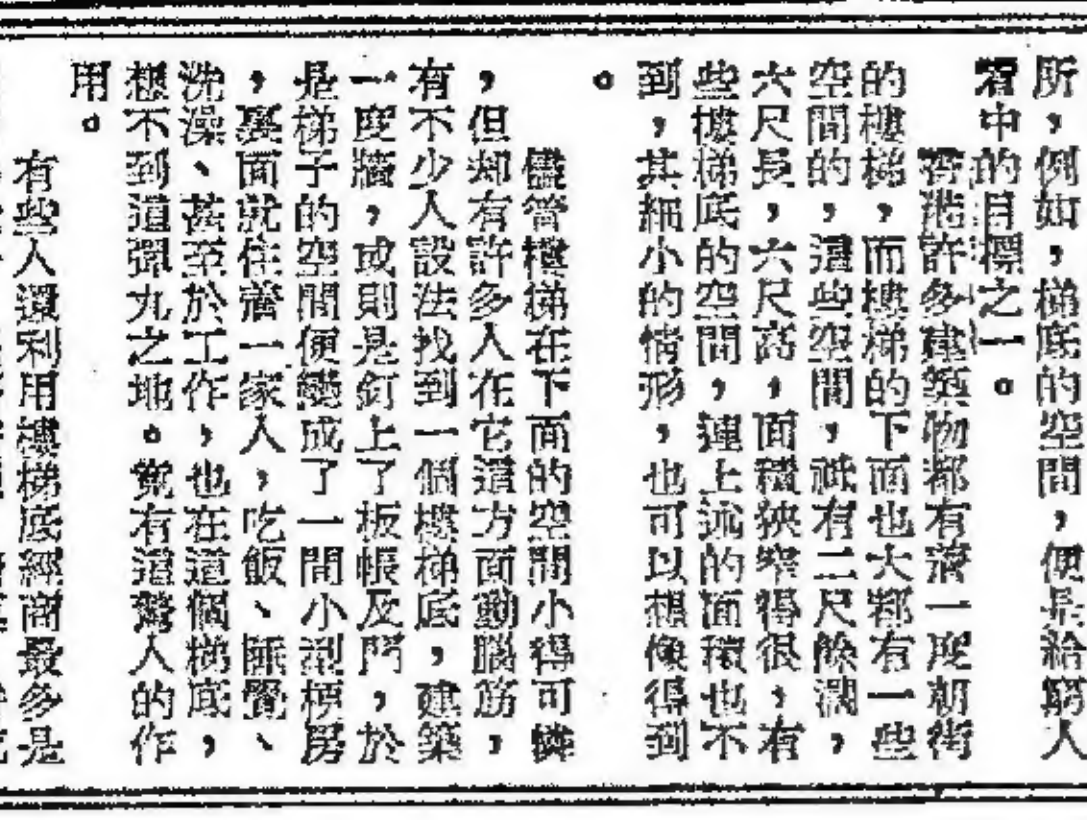 所，例如，梯底的空間，便是給窮人
看中的目標之一。
香港許多建築物都有濶一度朝街
的樓梯，而樓梯的下面也大都有一些
空間的，這些空間，祇有二尺餘濶，
六尺長，六尺高，面積狹窄得很，有
些樓梯底的空間，連上述的面積也不
到，其細小的情形，也可以想像得到
。
儘管樓梯在下面的空間小得可憐
，但却有許多人在它這方面動腦筋，
有不少人設法找到一個樓梯底，建築
一度牆，或則是釘上了板帳及門，於
是梯子的空間便變成了一間小型梗房
，裏面就住着一家人，吃飯、睡覺、
洗澡、甚至於工作，也在這個梯底，
想不到這彈丸之地。竟有這驚人的作
用。
有些人還利用樓梯底經商最多是